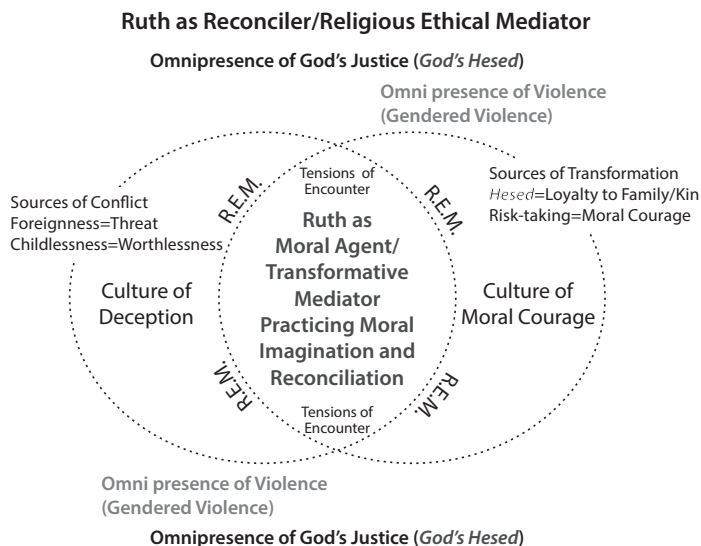 Ruth as Reconciler/Religious Ethical Mediator
Omnipresence of God's Justice (God's Hesed)
Omni presence of Violence
(Gendered Violence)
Sources of Conflict
Foreignness=Threat
Childlessness=Worthlessness
R.E.M.
Tensions of
Encounter
R.E.M.
Sources of Transformation
Hesed=Loyalty to Family/Kin
Risk-taking=Moral Courage
Culture of
Deception
Ruth as
Moral Agent/
Transformative
Mediator
Practicing Moral
Imagination and
Reconciliation
Culture of
Moral Courage
R.E.M.
Tensions of
Encounter
R.E.M.
Omni presence of Violence
(Gendered Violence)
Omnipresence of God's Justice (God's Hesed)